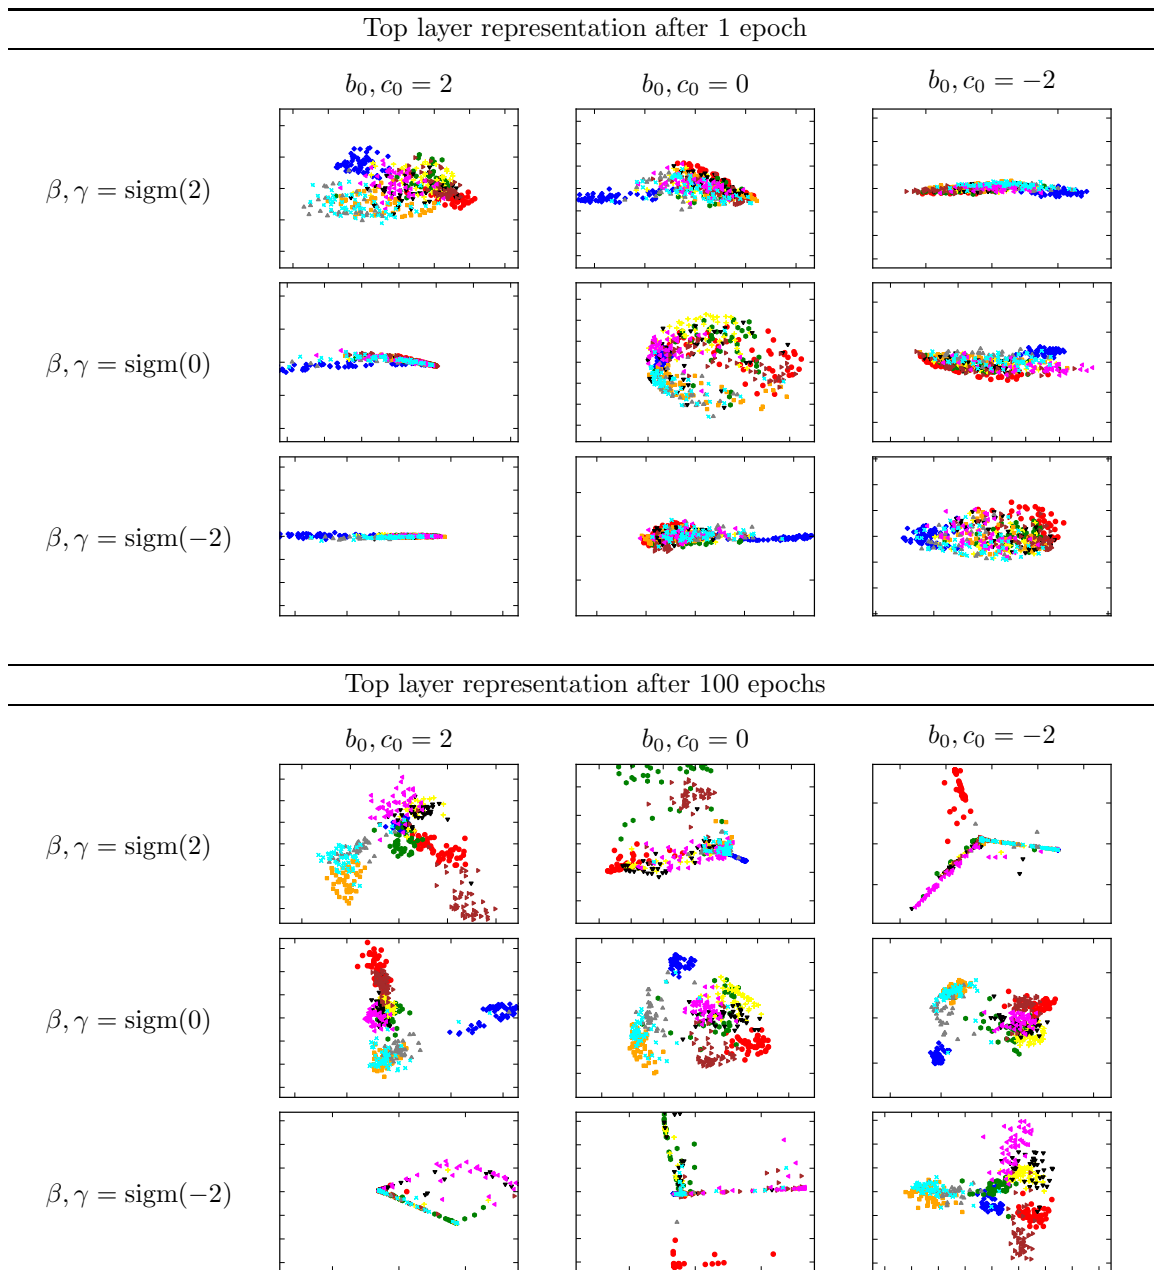 Top layer representation after 1 epoch
b₀, c₀ = 2 b₀, c₀ = 0 b₀, c₀ = −2
β, γ = sigm(2)
β, γ = sigm(0)
β, γ = sigm(−2)
Top layer representation after 100 epochs
b₀, c₀ = 2 b₀, c₀ = 0 b₀, c₀ = −2
β, γ = sigm(2)
β, γ = sigm(0)
β, γ = sigm(−2)